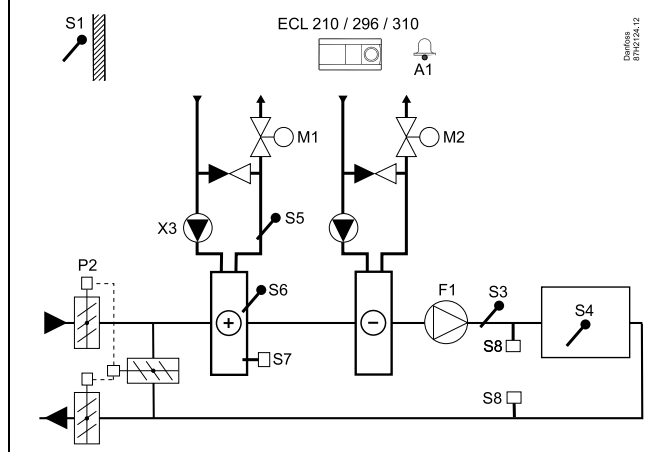 S1
ECL 210 / 296 / 310
A1
Danfoss
87H2124.12
M1
M2
X3
S5
P2
S6
S7
F1
S3
S4
S8
S8